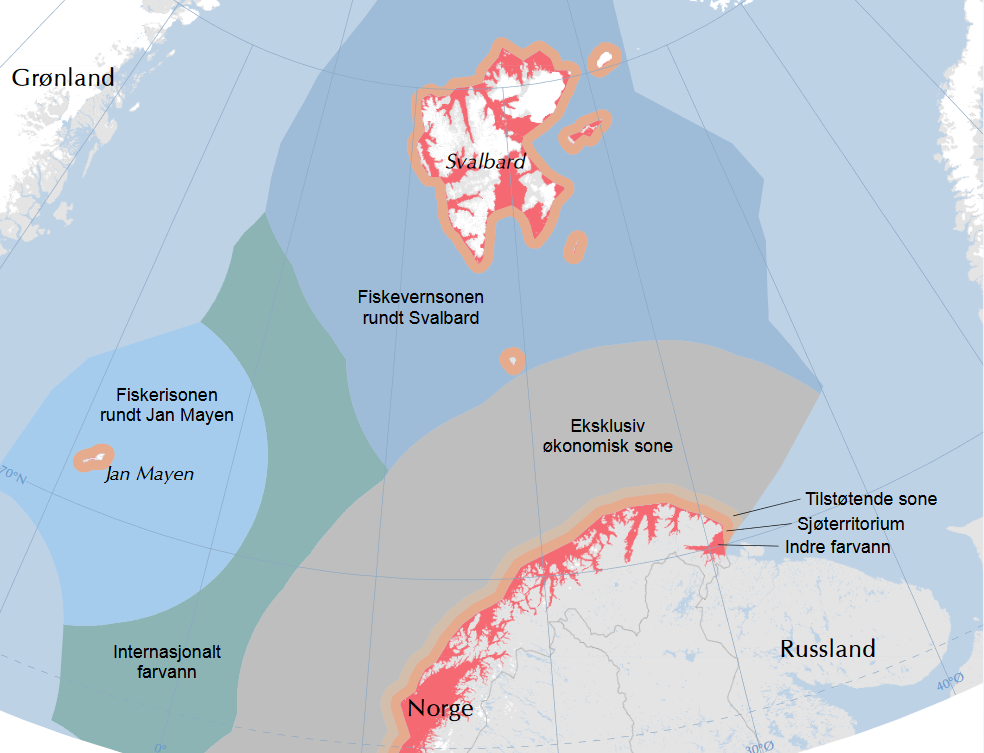 Grønland
Svalbard
Fiskevernsonen
rundt Svalbard
Fiskerisonen
rundt Jan Mayen
Eksklusiv
økonomisk sone
Jan Mayen
70°N
Tilstøtende sone
Sjøterritorium
Indre farvann
Internasjonalt
farvann
Russland
40°Ø
Norge
0°
30°Ø